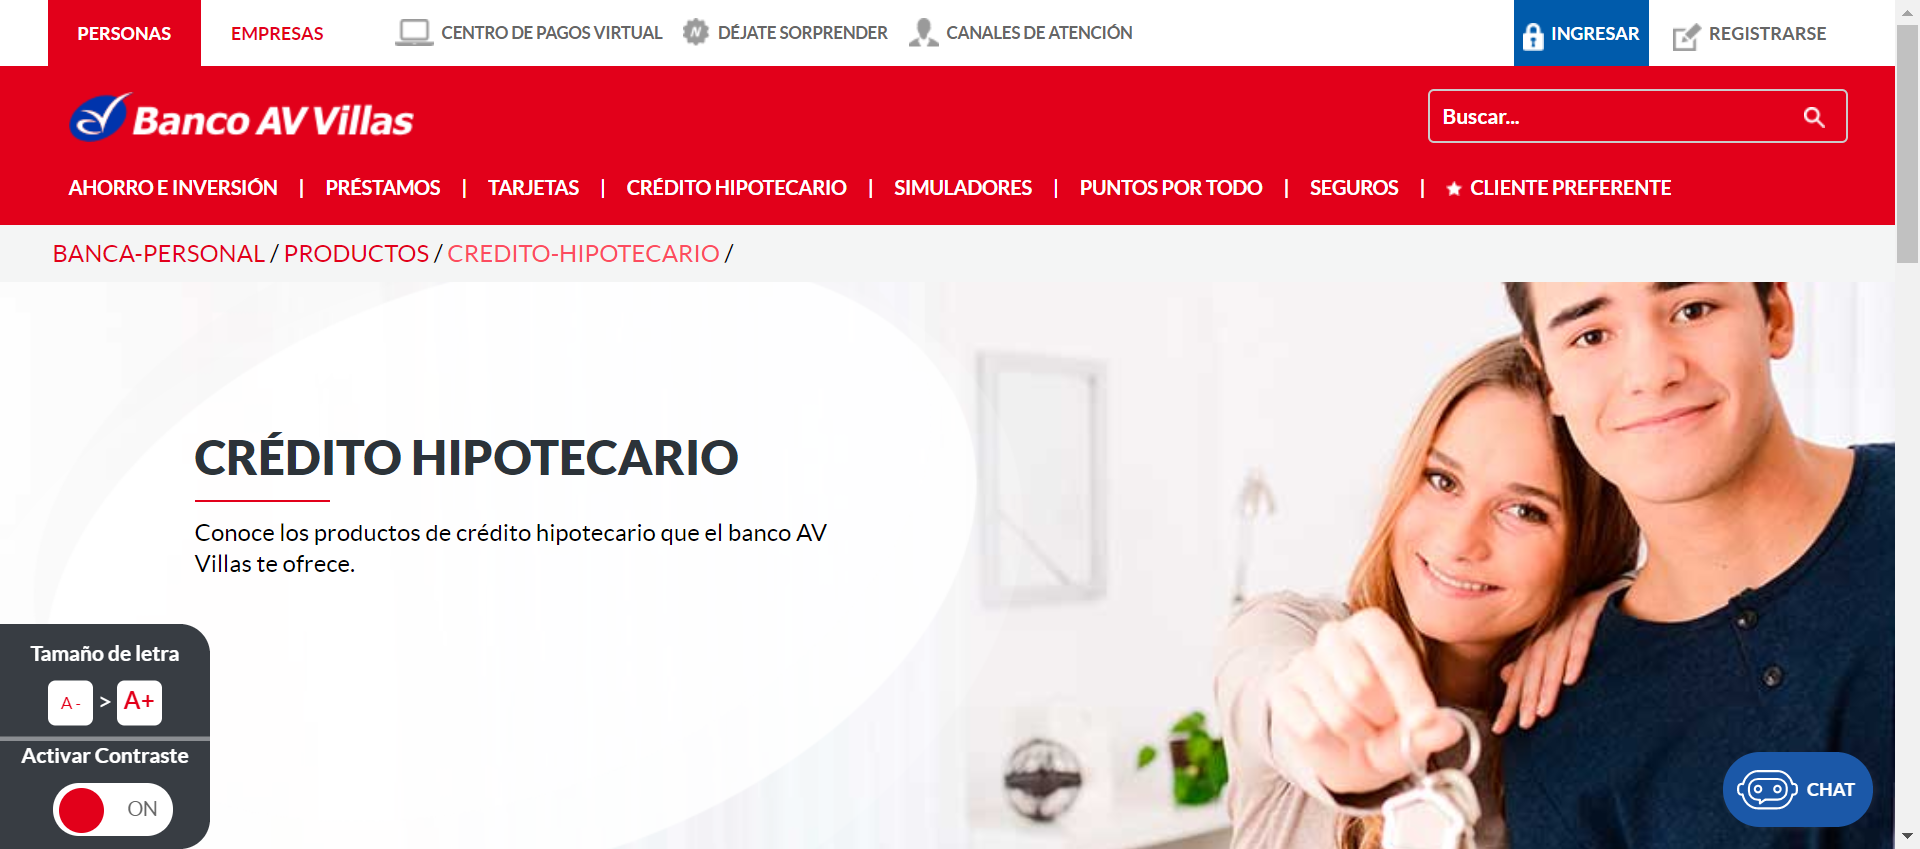 PERSONAS
EMPRESAS
CENTRO DE PAGOS VIRTUAL
DÉJATE SORPRENDER
CANALES DE ATENCIÓN
INGRESAR
REGISTRARSE
Banco AV Villas
Buscar...
AHORRO E INVERSIÓN | PRÉSTAMOS | TARJETAS | CRÉDITO HIPOTECARIO | SIMULADORES | PUNTOS POR TODO | SEGUROS | CLIENTE PREFERENTE
BANCA-PERSONAL / PRODUCTOS / CREDITO-HIPOTECARIO /
CRÉDITO HIPOTECARIO
Conoce los productos de crédito hipotecario que el banco AV
Villas te ofrece.
Tamaño de letra
A - > A+
Activar Contraste
ON
CHAT